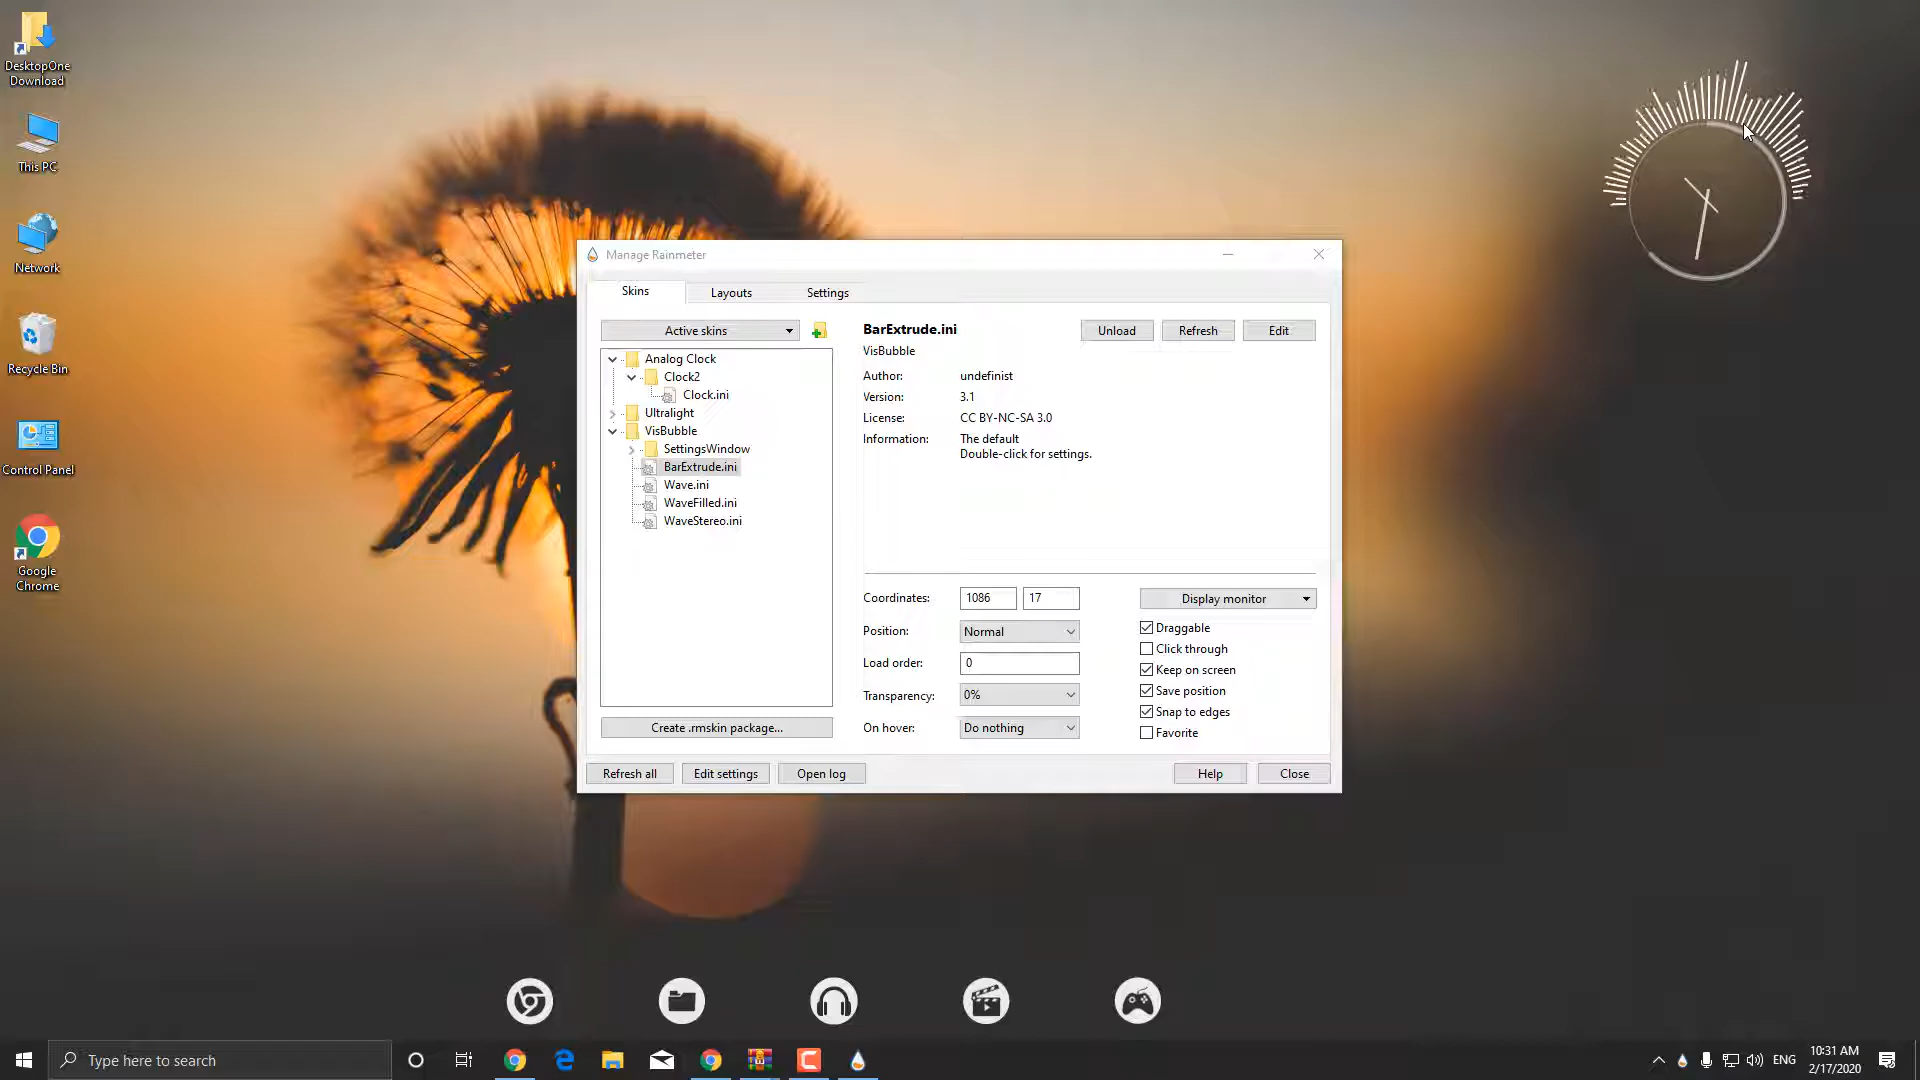 DesktopOne
Download
This PC
Network
Recycle Bin
Control Panel
Google
Chrome
Manage Rainmeter
Skins
Layouts
Settings
Active skins
Analog Clock
Clock2
Clock.ini
Ultralight
VisBubble
SettingsWindow
BarExtrude.ini
Wave.ini
WaveFilled.ini
WaveStereo.ini
Create .rmskin package...
BarExtrude.ini
Unload
Refresh
Edit
VisBubble
Author: undefinist
Version: 3.1
License: CC BY-NC-SA 3.0
Information: The default
Double-click for settings.
Coordinates: 1086 17
Position: Normal
Load order: 0
Transparency: 0%
On hover: Do nothing
Display monitor
Draggable
Click through
Keep on screen
Save position
Snap to edges
Favorite
Refresh all
Edit settings
Open log
Help
Close
Type here to search
ENG
10:31 AM
2/17/2020